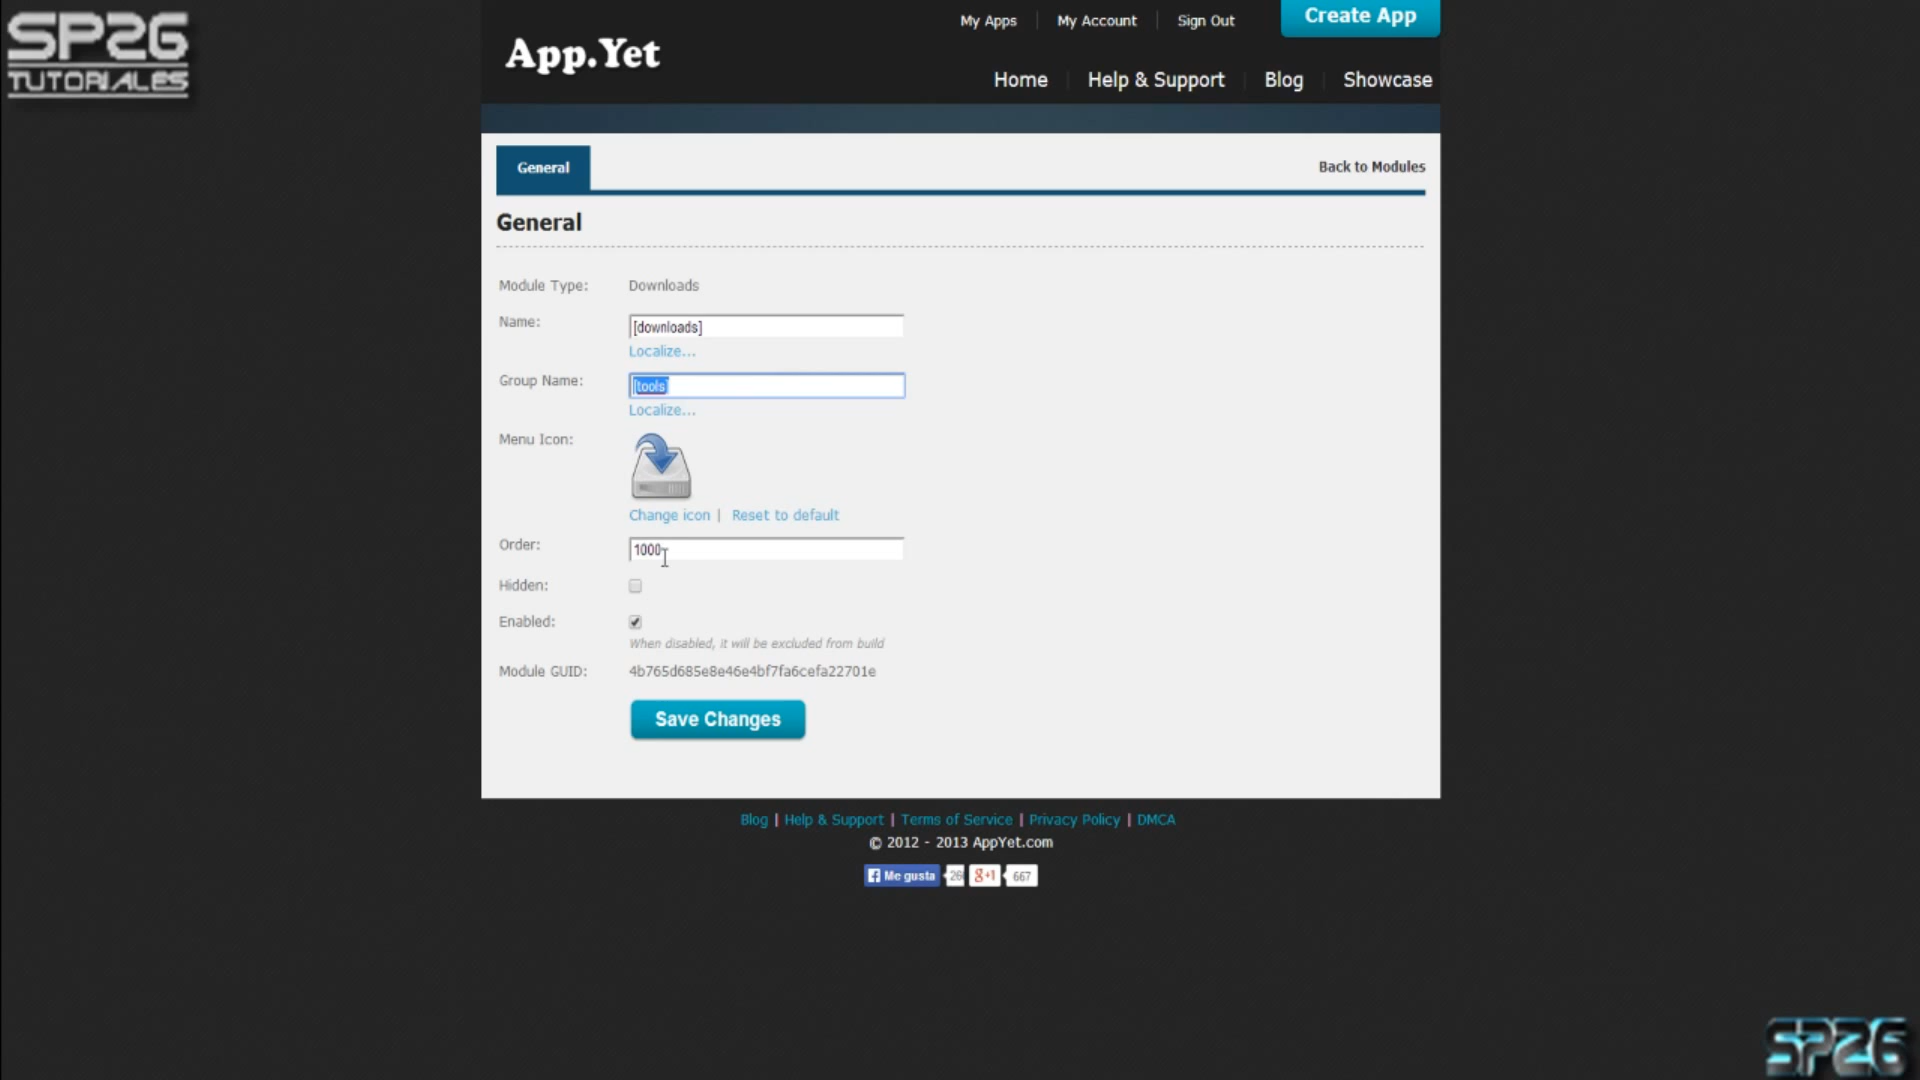 SP26
TUTORIALES
My Apps
My Account
Sign Out
Create App
App.Yet
Home
Help & Support
Blog
Showcase
General
Back to Modules
General
Module Type: Downloads
Name: [downloads]
Localize...
Group Name: [tools]
Localize...
Menu Icon:
Change icon | Reset to default
Order: 1000
Hidden:
Enabled:
When disabled, it will be excluded from build
Module GUID: 4b765d685e8e46e4bf7fa6cefa22701e
Save Changes
Blog | Help & Support | Terms of Service | Privacy Policy | DMCA
© 2012 - 2013 AppYet.com
Me gusta
+1 667
SP26